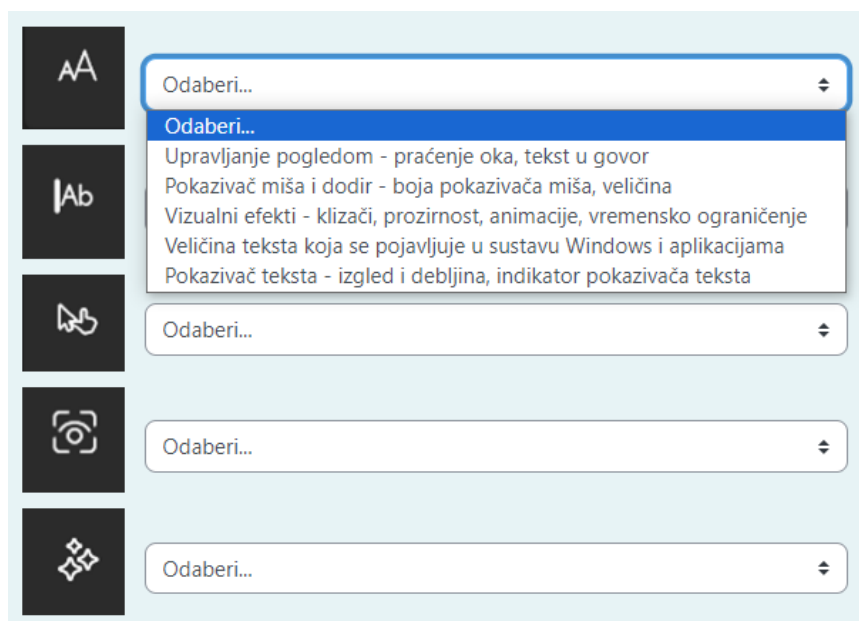 AA
Odaberi...
Odaberi...
Upravljanje pogledom - praćenje oka, tekst u govor
Pokazivač miša i dodir - boja pokazivača miša, veličina
Ab
Vizualni efekti - klizači, prozirnost, animacije, vremensko ograničenje
Veličina teksta koja se pojavljuje u sustavu Windows i aplikacijama
Pokazivač teksta - izgled i debljina, indikator pokazivača teksta
Odaberi...
Odaberi...
Odaberi...